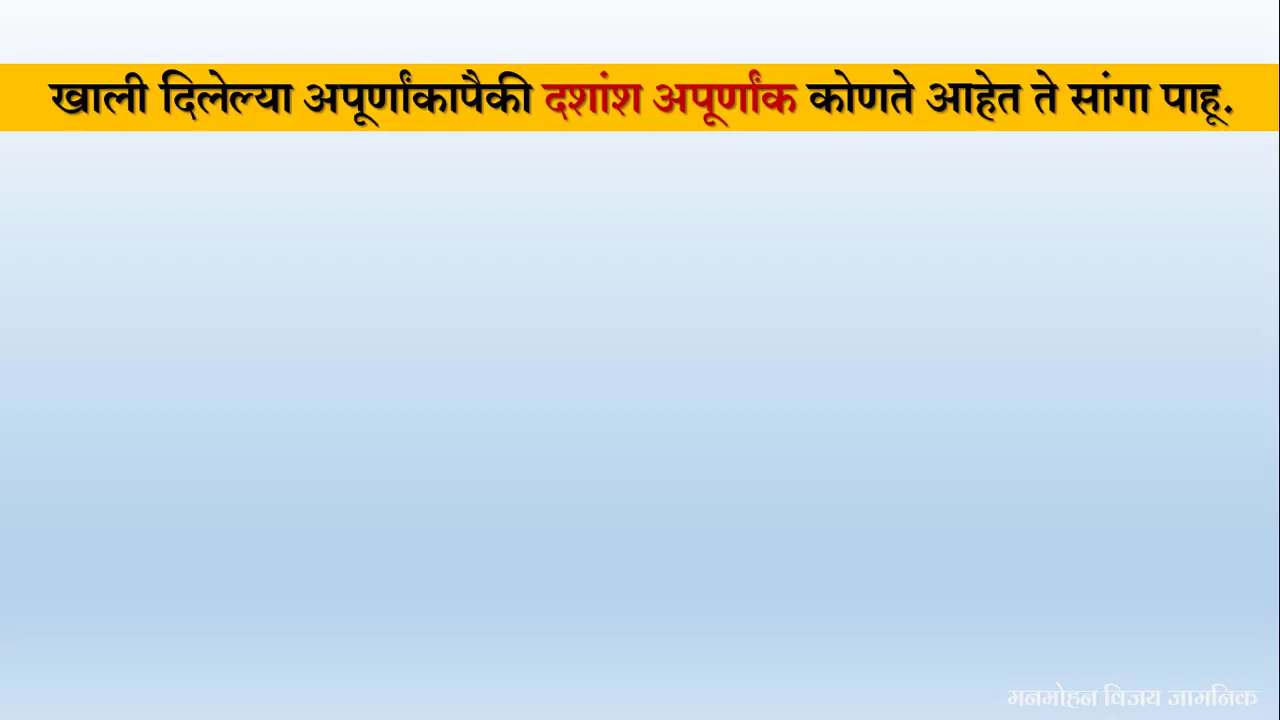 खाली दिलेल्या अपूर्णांकापैकी दशांश अपूर्णांक कोणते आहेत ते सांगा पाहू.
मनमोहन विजय जामनिक